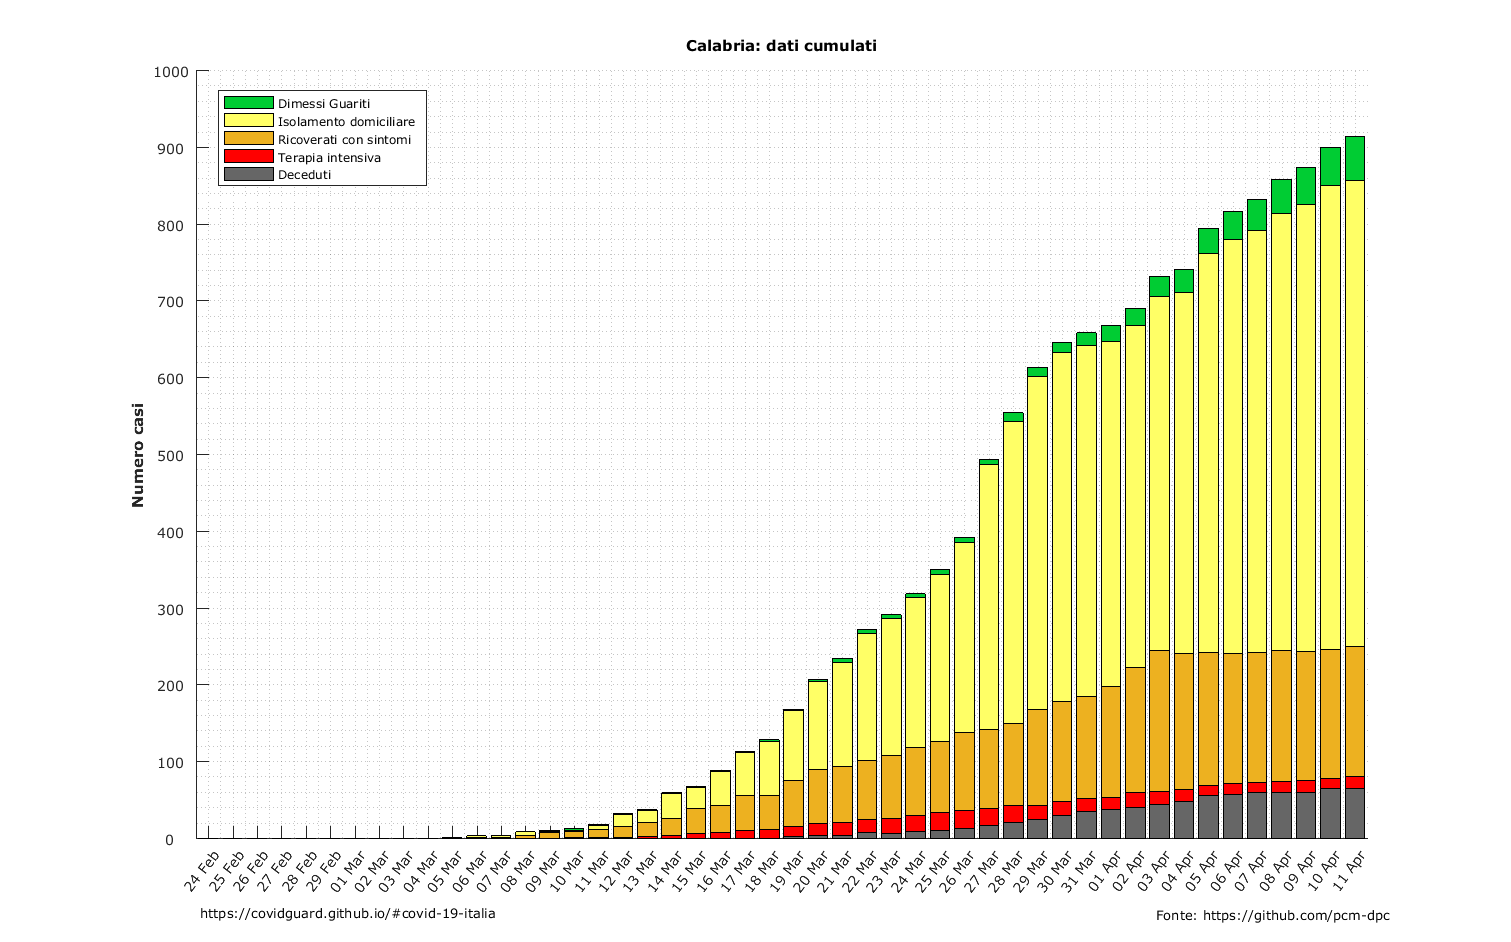 Calabria: dati cumulati
1000
900
800
700
600
500
400
300
200
100
0
Numero casi
Dimessi Guariti
Isolamento domiciliare
Ricoverati con sintomi
Terapia intensiva
Deceduti
24 Feb
25 Feb
26 Feb
27 Feb
28 Feb
29 Feb
01 Mar
02 Mar
03 Mar
04 Mar
05 Mar
06 Mar
07 Mar
08 Mar
09 Mar
10 Mar
11 Mar
12 Mar
13 Mar
14 Mar
15 Mar
16 Mar
17 Mar
18 Mar
19 Mar
20 Mar
21 Mar
22 Mar
23 Mar
24 Mar
25 Mar
26 Mar
27 Mar
28 Mar
29 Mar
30 Mar
31 Mar
01 Apr
02 Apr
03 Apr
04 Apr
05 Apr
06 Apr
07 Apr
08 Apr
09 Apr
10 Apr
11 Apr
https://covidguard.github.io/#covid-19-italia
Fonte: https://github.com/pcm-dpc